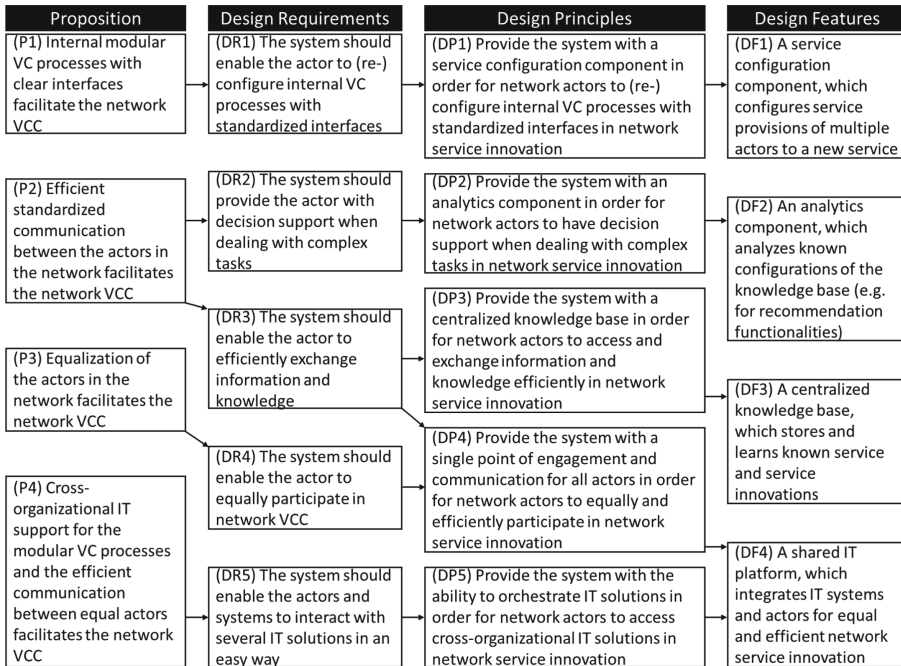 Proposition
Design Requirements
Design Principles
Design Features
(P1) Internal modular
VC processes with
clear interfaces
facilitate the network
VCC
(DR1) The system should
enable the actor to (re-)
configure internal VC
processes with
standardized interfaces
(DP1) Provide the system with a
service configuration component in
order for network actors to (re-)
configure internal VC processes with
standardized interfaces in network
service innovation
(DF1) A service
configuration
component, which
configures service
provisions of multiple
actors to a new service
(P2) Efficient
standardized
communication
between the actors in
the network facilitates
the network VCC
(DR2) The system should
provide the actor with
decision support when
dealing with complex
tasks
(DP2) Provide the system with an
analytics component in order for
network actors to have decision
support when dealing with complex
tasks in network service innovation
(DF2) An analytics
component, which
analyzes known
configurations of the
knowledge base (e.g.
for recommendation
functionalities)
(P3) Equalization of
the actors in the
network facilitates the
network VCC
(DR3) The system should
enable the actor to
efficiently exchange
information and
knowledge
(DP3) Provide the system with a
centralized knowledge base in order
for network actors to access and
exchange information and
knowledge efficiently in network
service innovation
(DF3) A centralized
knowledge base,
which stores and
learns known service
and service
innovations
(P4) Cross-
organizational IT
support for the
modular VC processes
and the efficient
communication
between equal actors
facilitates the network
VCC
(DR4) The system should
enable the actor to
equally participate in
network VCC
(DP4) Provide the system with a
single point of engagement and
communication for all actors in order
for network actors to equally and
efficiently participate in network
service innovation
(DF4) A shared IT
platform, which
integrates IT systems
and actors for equal
and efficient network
service innovation
(DR5) The system should
enable the actors and
systems to interact with
several IT solutions in an
easy way
(DP5) Provide the system with the
ability to orchestrate IT solutions in
order for network actors to access
cross-organizational IT solutions in
network service innovation